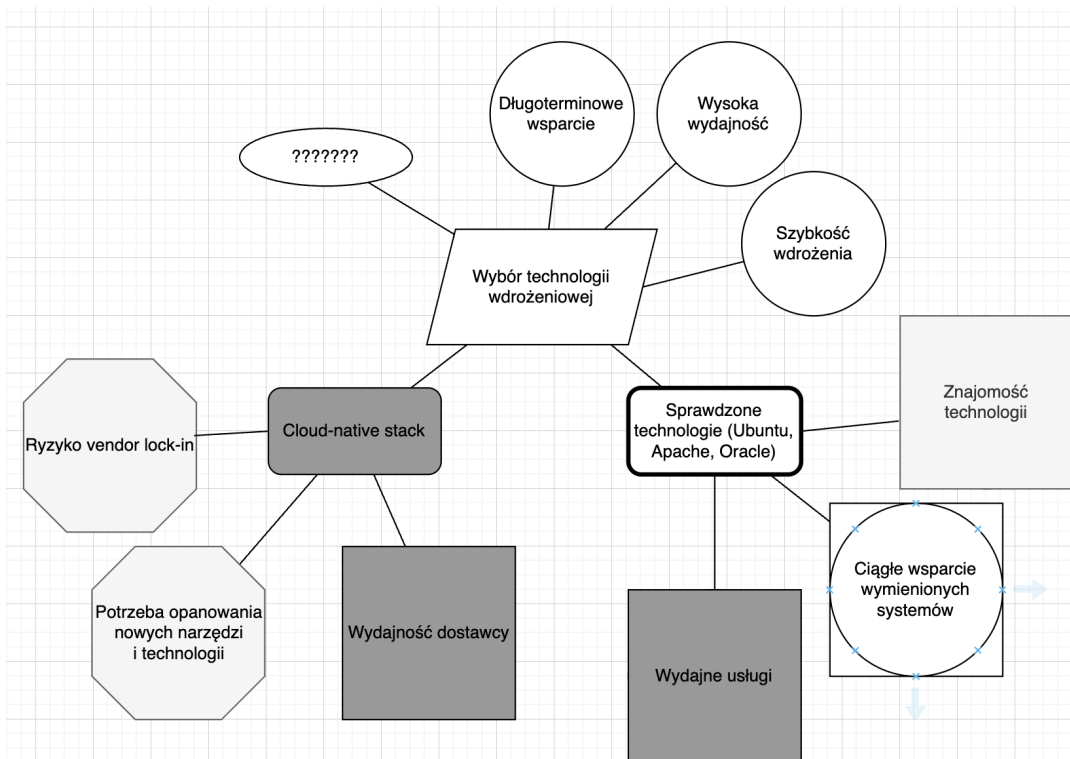 Długoterminowe
wsparcie
Wysoka
wydajność
???????
Szybkość
wdrożenia
Wybór technologii
wdrożeniowej
Znajomość
technologii
Cloud-native stack
Sprawdzone
technologie (Ubuntu,
Apache, Oracle)
Ryzyko vendor lock-in
Ciągłe wsparcie
wymienionych
systemów
Potrzeba opanowania
nowych narzędzi
i technologii
Wydajność dostawcy
Wydajne usługi